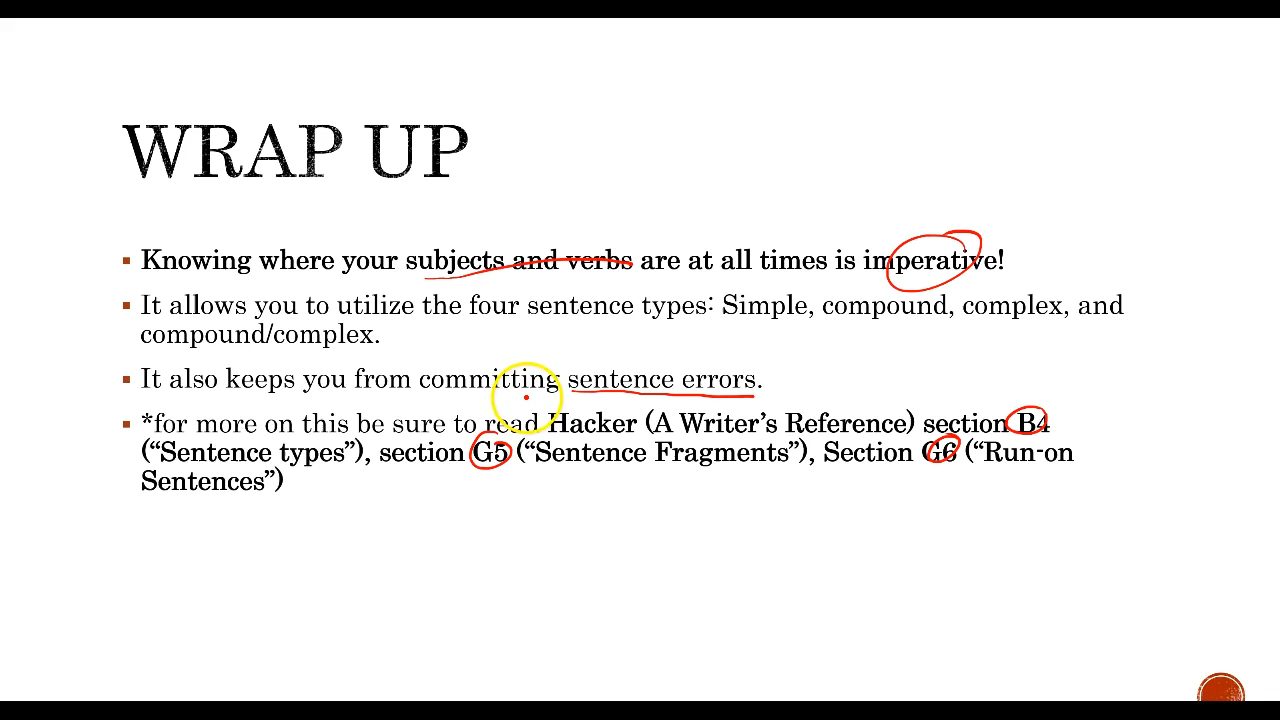 WRAP UP
▪ Knowing where your subjects and verbs are at all times is imperative!
▪ It allows you to utilize the four sentence types: Simple, compound, complex, and
compound/complex.
▪ It also keeps you from committing sentence errors.
▪ *for more on this be sure to read Hacker (A Writer’s Reference) section B4
(“Sentence types”), section G5 (“Sentence Fragments”), Section G6 (“Run-on
Sentences”)